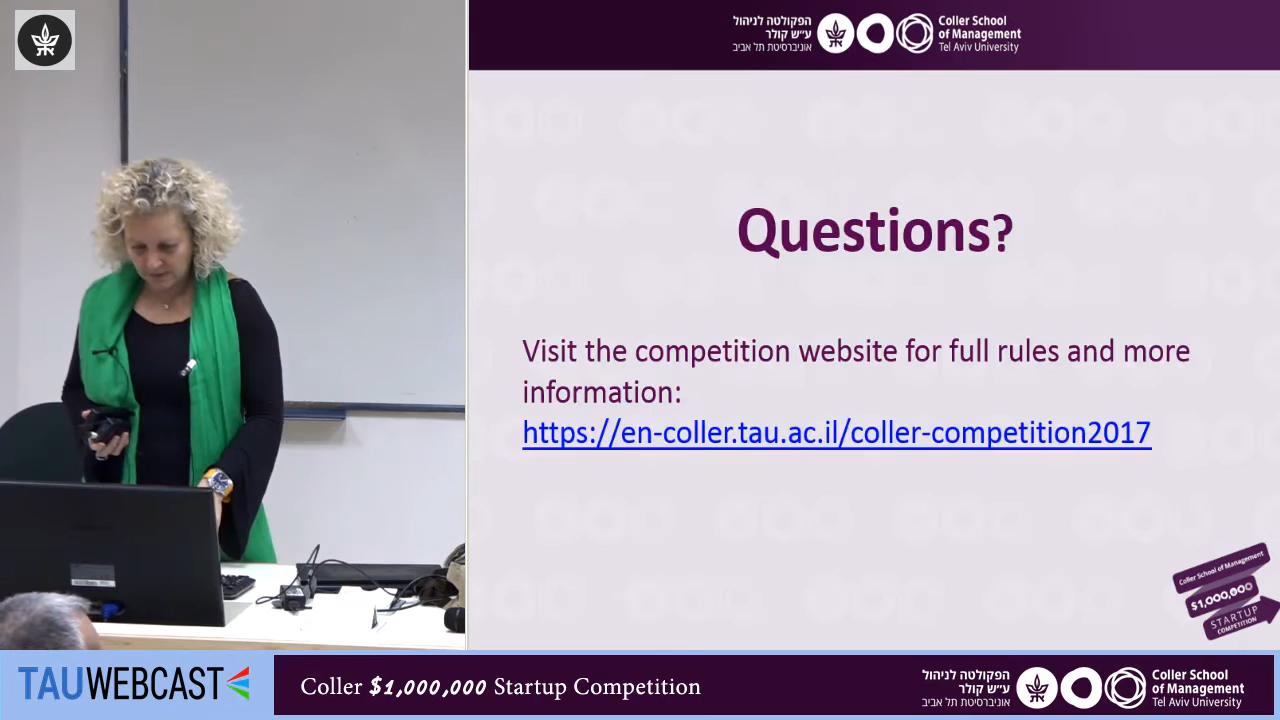 הפקולטה לניהול
ע״ש קולר
אוניברסיטת תל אביב
Coller School
of Management
Tel Aviv University
Questions?
Visit the competition website for full rules and more
information:
https://en-coller.tau.ac.il/coller-competition2017
Coller School of Management
$1,000,000
STARTUP
COMPETITION
TAUWEBCAST
Coller $1,000,000 Startup Competition
הפקולטה לניהול
ע״ש קולר
אוניברסיטת תל אביב
Coller School
of Management
Tel Aviv University